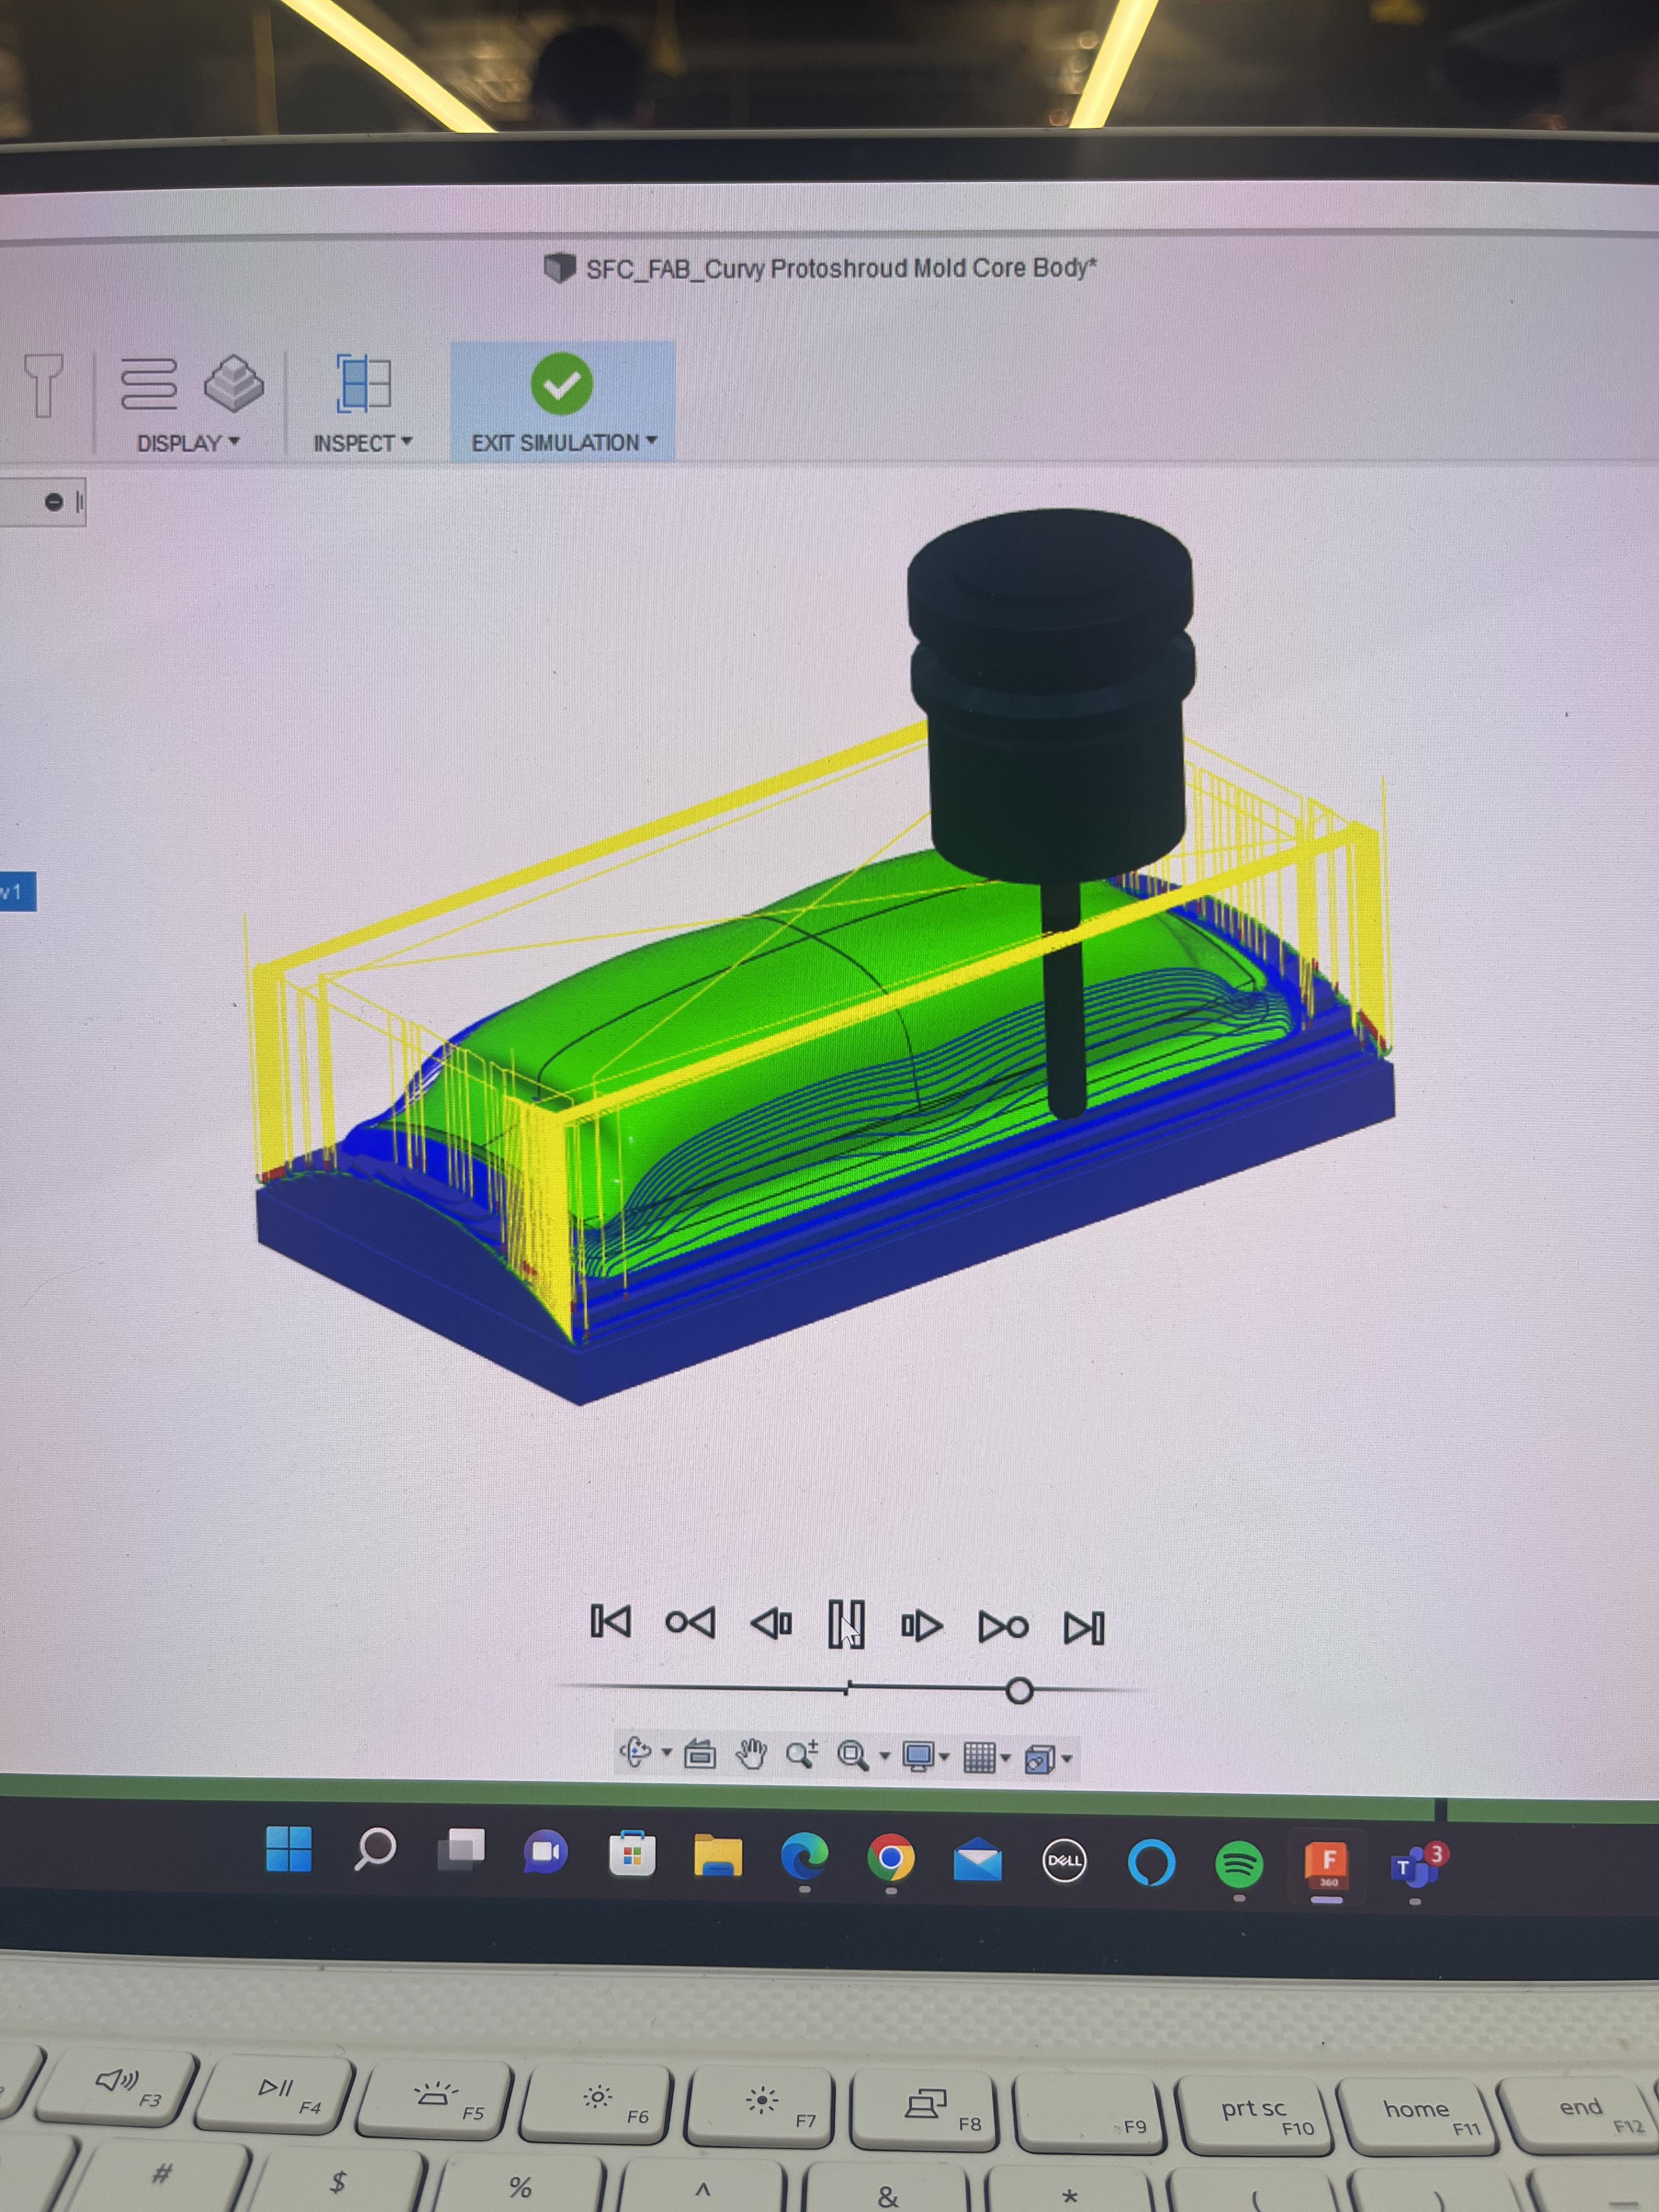 SFC_FAB_Curvy Protoshroud Mold Core Body*
DISPLAY
INSPECT
EXIT SIMULATION
w1
DELL
F
360
T
3
F3
F4
F5
F6
F7
F8
F9
prt sc
F10
home
F11
end
F12
#
$
%
^
&
*
(
)